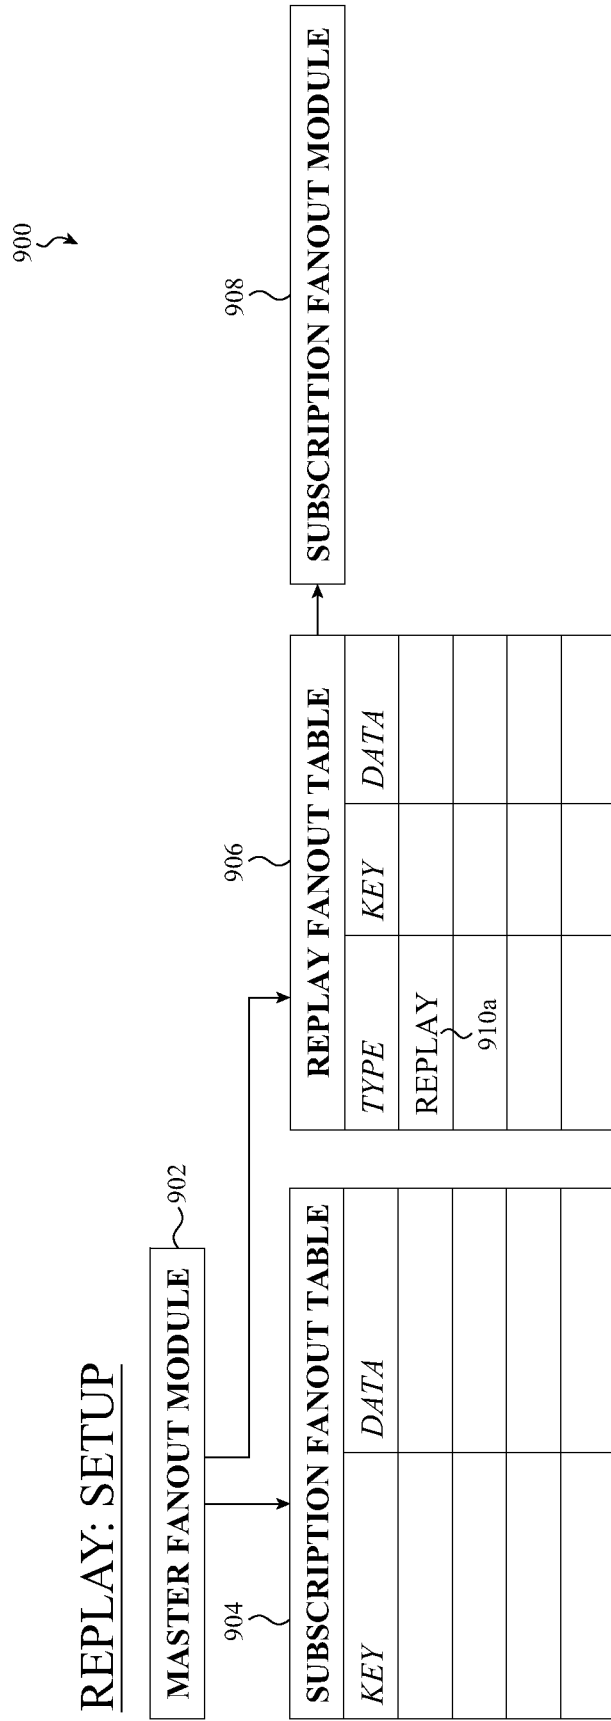 REPLAY: SETUP
900
MASTER FANOUT MODULE
902
904
906
908
SUBSCRIPTION FANOUT TABLE
KEY
DATA
REPLAY FANOUT TABLE
TYPE
KEY
DATA
REPLAY
910a
SUBSCRIPTION FANOUT MODULE